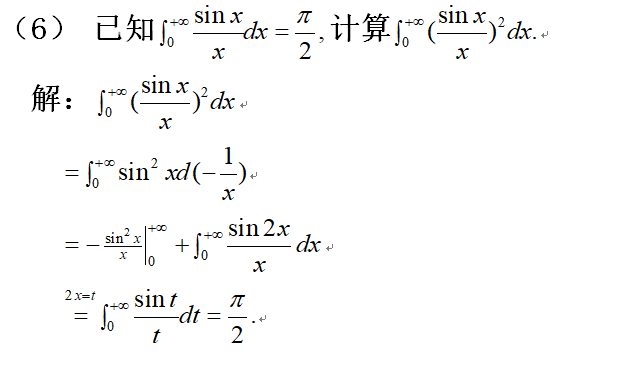 (6) 已知∫₀⁺∞ sin x/x dx = π/2, 计算∫₀⁺∞ (sin x/x)² dx.↵
解: ∫₀⁺∞ (sin x/x)² dx↵
= ∫₀⁺∞ sin² xd(−1/x)↵
= − sin² x/x |₀⁺∞ + ∫₀⁺∞ sin 2x/x dx↵
2x=t = ∫₀⁺∞ sin t/t dt = π/2.↵